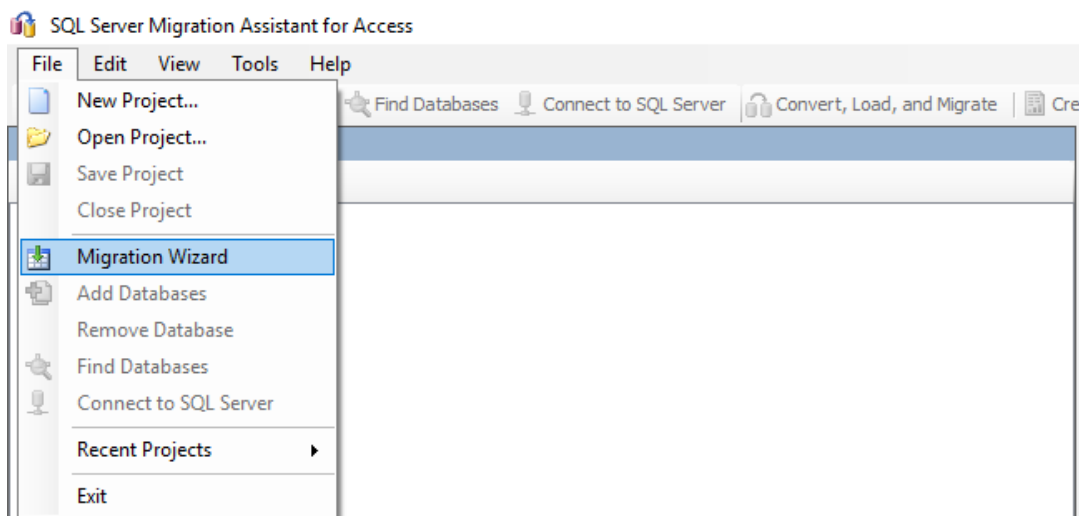 SQL Server Migration Assistant for Access
File Edit View Tools Help
Find Databases Connect to SQL Server Convert, Load, and Migrate Cre
New Project...
Open Project...
Save Project
Close Project
Migration Wizard
Add Databases
Remove Database
Find Databases
Connect to SQL Server
Recent Projects
Exit